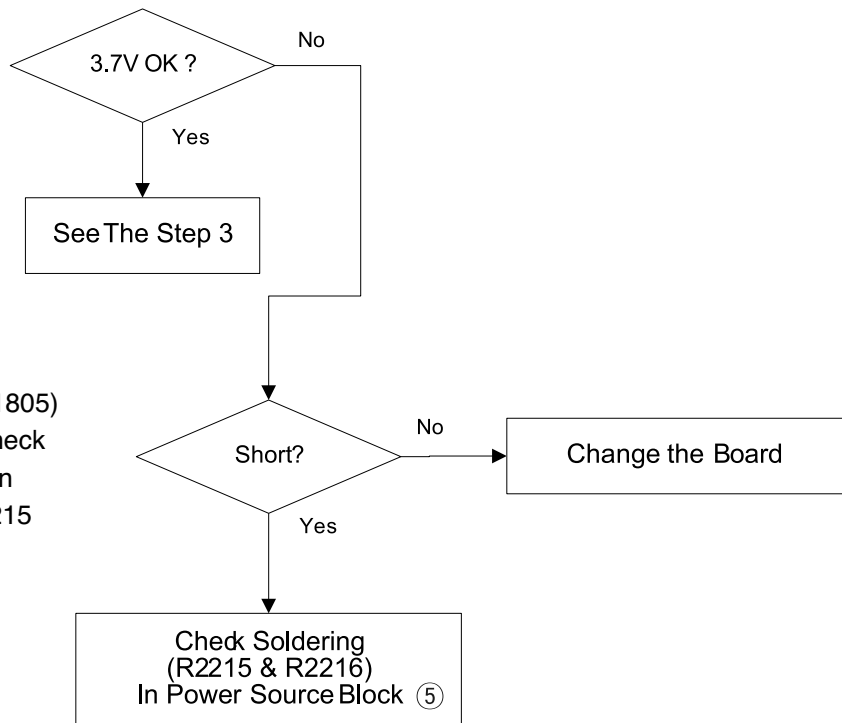 3.7V OK ?
No
Yes
See The Step 3
1805)
neck
n
215
Short?
No
Change the Board
Yes
Check Soldering
(R2215 & R2216)
In Power Source Block ⑤